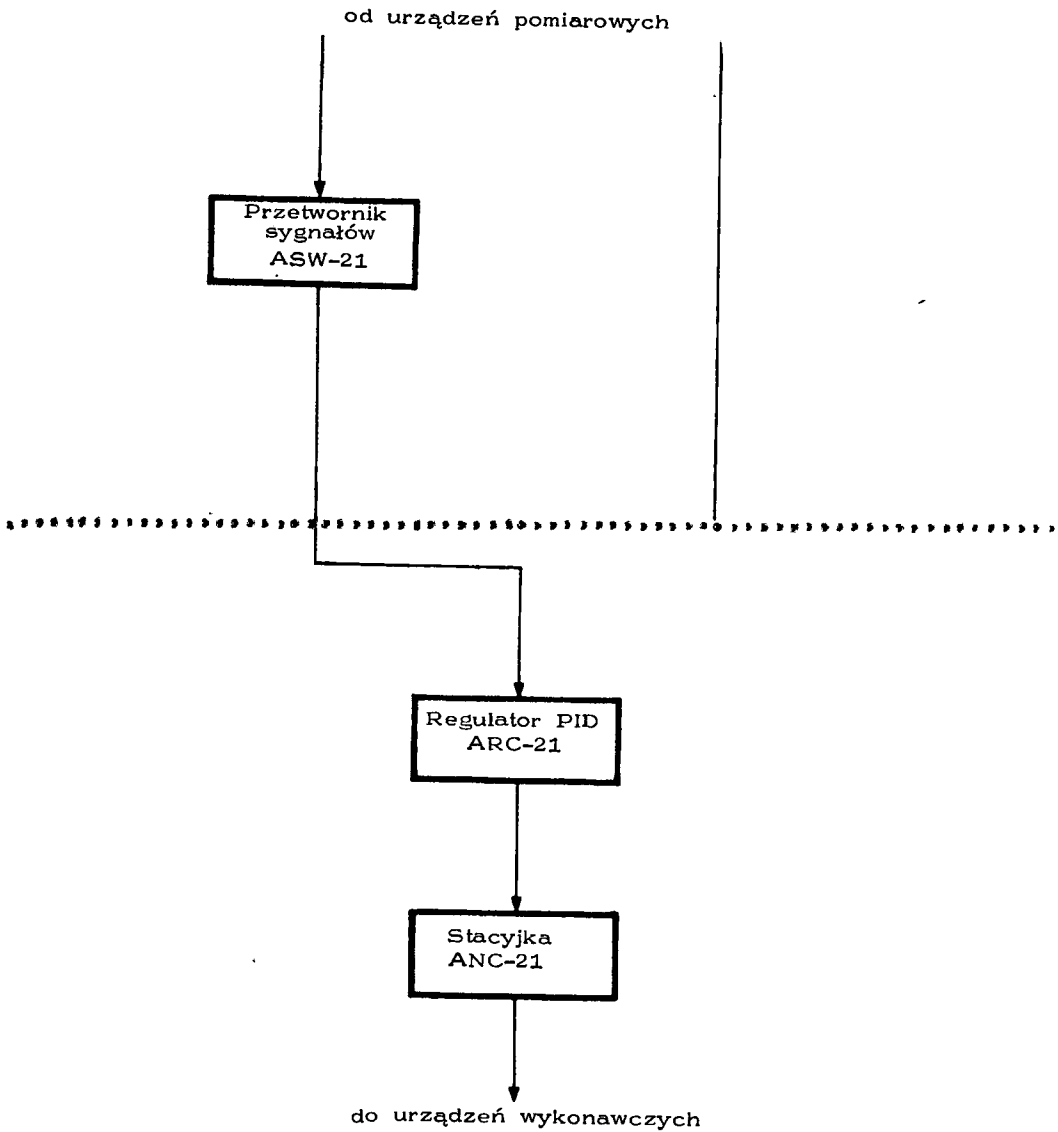 od urządzeń pomiarowych
Przetwornik
sygnałów
ASW-21
Regulator PID
ARC-21
Stacyjka
ANC-21
do urządzeń wykonawczych